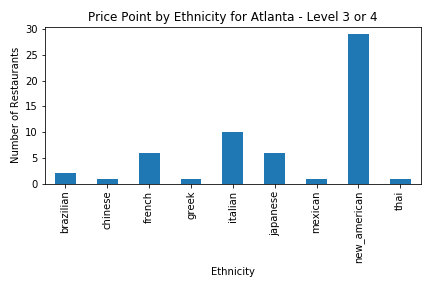 Price Point by Ethnicity for Atlanta - Level 3 or 4
Number of Restaurants
30
25
20
15
10
5
0
brazilian
chinese
french
greek
italian
japanese
mexican
new_american
thai
Ethnicity